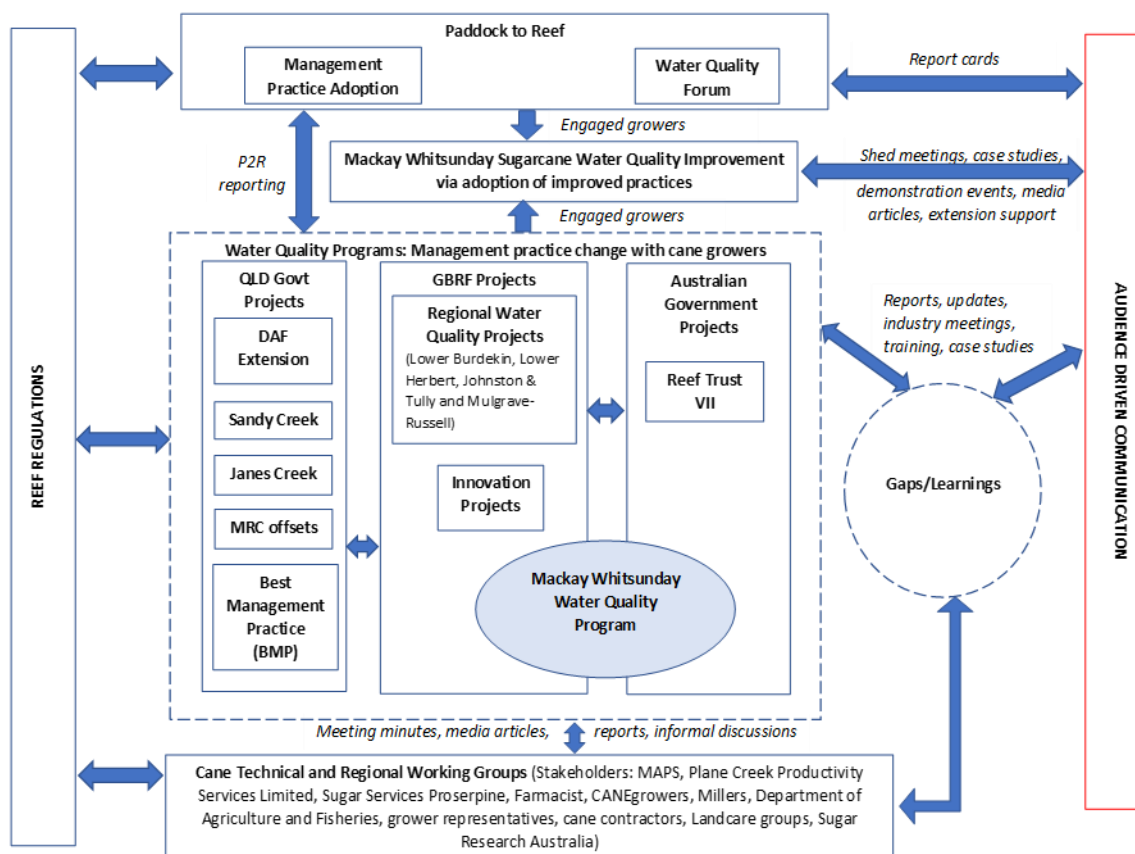 Paddock to Reef
Management
Practice Adoption
Water Quality
Forum
Report cards
Engaged growers
P2R
reporting
Mackay Whitsunday Sugarcane Water Quality Improvement
via adoption of improved practices
Shed meetings, case studies,
demonstration events, media
articles, extension support
Engaged growers
Water Quality Programs: Management practice change with cane growers
QLD Govt
Projects
DAF
Extension
Sandy Creek
Janes Creek
MRC offsets
Best
Management
Practice
(BMP)
GBRF Projects
Regional Water
Quality Projects
(Lower Burdekin, Lower
Herbert, Johnston &
Tully and Mulgrave-
Russell)
Innovation
Projects
Australian
Government
Projects
Reef Trust
VII
Mackay Whitsunday
Water Quality
Program
Reports, updates,
industry meetings,
training, case studies
Gaps/Learnings
REEF REGULATIONS
AUDIENCE DRIVEN COMMUNICATION
Meeting minutes, media articles, reports, informal discussions
Cane Technical and Regional Working Groups (Stakeholders: MAPS, Plane Creek Productivity
Services Limited, Sugar Services Proserpine, Farmacist, CANEgrowers, Millers, Department of
Agriculture and Fisheries, grower representatives, cane contractors, Landcare groups, Sugar
Research Australia)